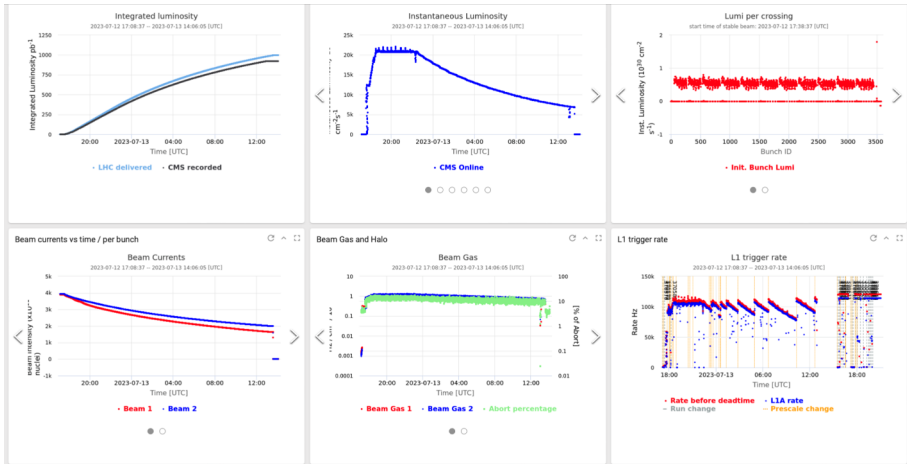 Integrated luminosity
2023-07-12 17:08:37 -- 2023-07-13 14:06:05 [UTC]
Integrated Luminosity pb-1
1250
1000
750
500
250
0
20:00 2023-07-13 04:00 08:00 12:00
Time [UTC]
LHC delivered CMS recorded
Instantaneous Luminosity
2023-07-12 17:08:37 -- 2023-07-13 14:06:05 [UTC]
cm-2s-1
25k
20k
15k
10k
5k
0
20:00 2023-07-13 04:00 08:00 12:00
Time [UTC]
CMS Online
Lumi per crossing
start time of stable beam: 2023-07-12 17:38:37 [UTC]
Inst. Luminosity (10^30 cm-2
s-1)
2
1
0
-1
0 500 1000 1500 2000 2500 3000 3500
Bunch ID
Init. Bunch Lumi
Beam currents vs time / per bunch
Beam Currents
2023-07-12 17:08:37 -- 2023-07-13 14:06:05 [UTC]
nuclei)
5k
4k
3k
2k
1k
0
-1k
20:00 2023-07-13 04:00 08:00 12:00
Time [UTC]
Beam 1 Beam 2
Beam Gas and Halo
Beam Gas
2023-07-12 17:08:37 -- 2023-07-13 14:06:05 [UTC]
10
1
0.1
0.01
0.001
0.0001
100
10
1
0.1
0.01
[% of Abort]
20:00 2023-07-13 04:00 08:00 12:00
Time [UTC]
Beam Gas 1 Beam Gas 2 Abort percentage
L1 trigger rate
L1 trigger rate
2023-07-12 17:08:37 -- 2023-07-13 14:06:05 [UTC]
Rate Hz
150k
100k
50k
0
18:00 2023-07-13 06:00 12:00 18:00
Time [UTC]
Rate before deadtime L1A rate
Run change Prescale change